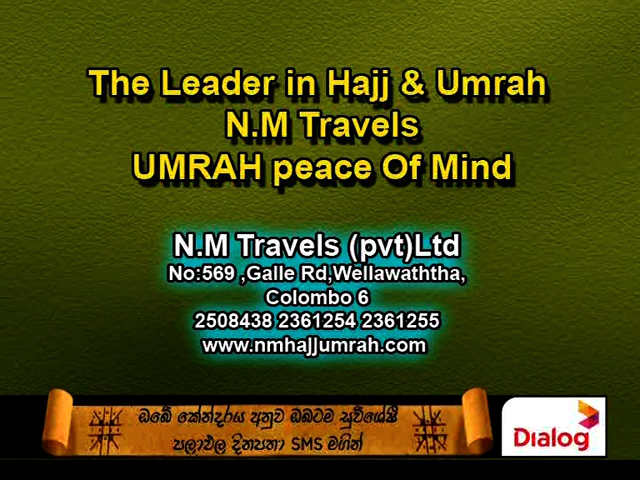 The Leader in Hajj & Umrah
N.M Travels
UMRAH peace Of Mind
N.M Travels (pvt)Ltd
No:569 ,Galle Rd,Wellawaththa,
Colombo 6
2508438 2361254 2361255
www.nmhajjumrah.com
ඔබේ කේන්දරය අනුව ඔබටම සුවිශේෂී
පලාඵල දිනපතා SMS මගින්
Dialog